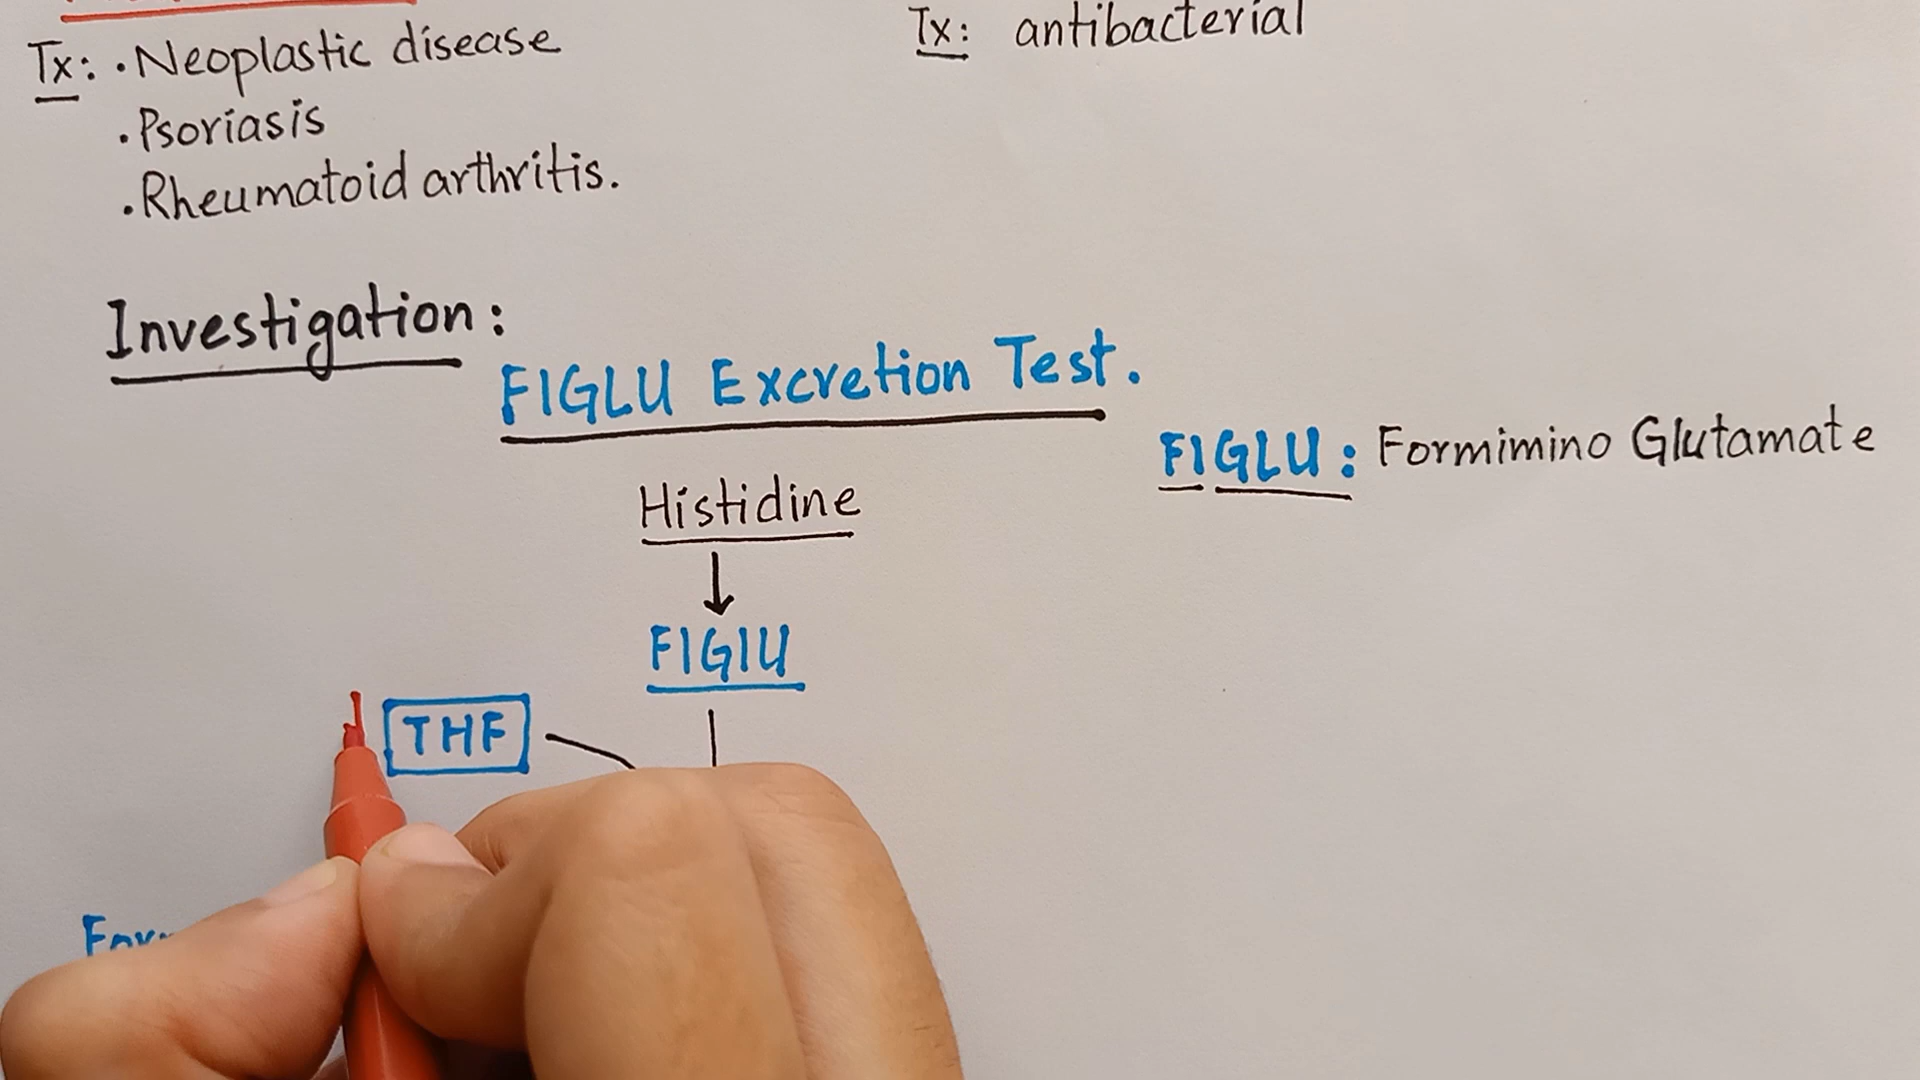 Tx: • Neoplastic disease
• Psoriasis
• Rheumatoid arthritis.
Tx: antibacterial
Investigation:
FIGLU Excretion Test.
FIGLU: Formimino Glutamate
Histidine
FIGlU
THF